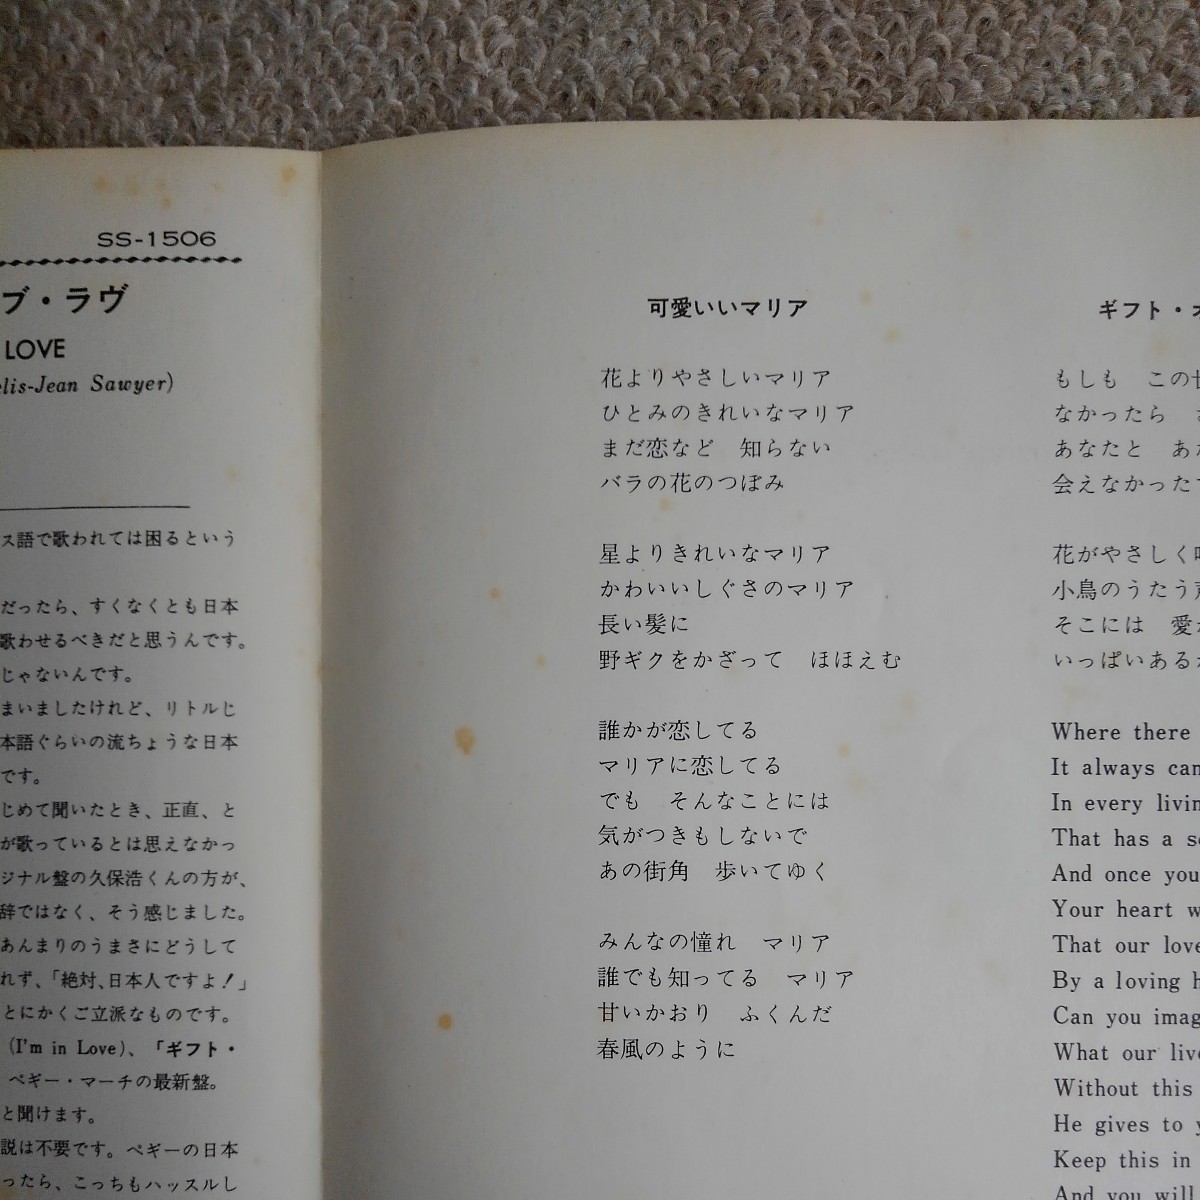 SS-1506
ブ・ラヴ
LOVE
elis-Jean Sawyer)
ス語で歌われては困るという
だったら、すくなくとも日本
歌わせるべきだと思うんです。
じゃないんです。
まいましたけれど、リトルじ
本語ぐらいの流ちょうな日本
です。
じめて聞いたとき、正直、と
が歌っているとは思えなかっ
ジナル盤の久保浩くんの方が、
辞ではなく、そう感じました。
あんまりのうまさにどうして
れず、「絶対、日本人ですよ！」
とにかくご立派なものです。
(I'm in Love)、「ギフト・
ペギー・マーチの最新盤。
と聞けます。
説は不要です。ペギーの日本
ったら、こっちもハッスルし
可愛いいマリア
花よりやさしいマリア
ひとみのきれいなマリア
まだ恋など　知らない
バラの花のつぼみ
星よりきれいなマリア
かわいいしぐさのマリア
長い髪に
野ギクをかざって　ほほえむ
誰かが恋してる
マリアに恋してる
でも　そんなことには
気がつきもしないで
あの街角　歩いてゆく
みんなの憧れ　マリア
誰でも知ってる　マリア
甘いかおり　ふくんだ
春風のように
ギフト・
もしも　この
なかったら
あなたと　あ
会えなかった
花がやさしく
小鳥のうたう
そこには　愛
いっぱいある
Where there
It always can
In every livin
That has a s
And once you
Your heart w
That our love
By a loving h
Can you imag
What our live
Without this
He gives to y
Keep this in
And you will